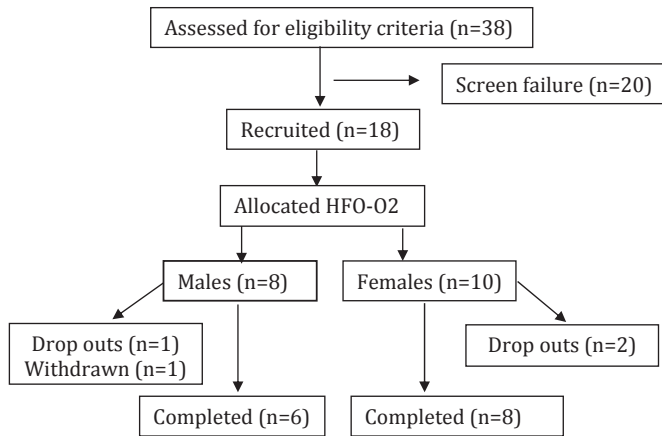 Assessed for eligibility criteria (n=38)
Screen failure (n=20)
Recruited (n=18)
Allocated HFO-O2
Males (n=8)
Females (n=10)
Drop outs (n=1)
Withdrawn (n=1)
Drop outs (n=2)
Completed (n=6)
Completed (n=8)